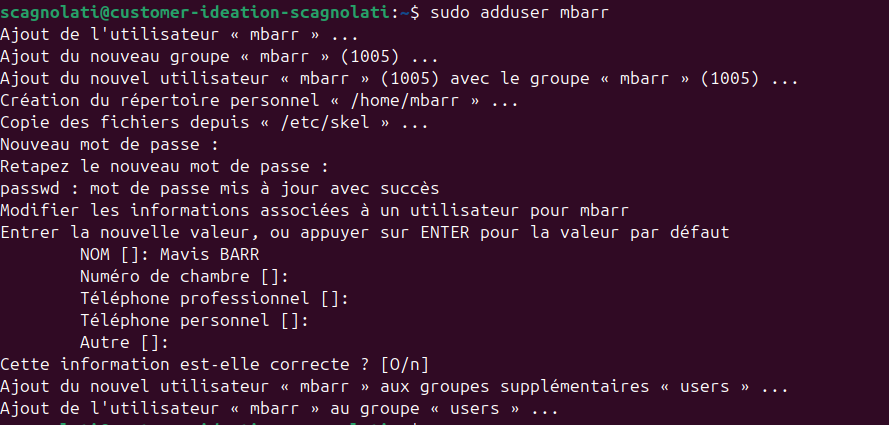 scagnolati@customer-ideation-scagnolati:~$ sudo adduser mbarr
Ajout de l'utilisateur « mbarr » ...
Ajout du nouveau groupe « mbarr » (1005) ...
Ajout du nouvel utilisateur « mbarr » (1005) avec le groupe « mbarr » (1005) ...
Création du répertoire personnel « /home/mbarr » ...
Copie des fichiers depuis « /etc/skel » ...
Nouveau mot de passe :
Retapez le nouveau mot de passe :
passwd : mot de passe mis à jour avec succès
Modifier les informations associées à un utilisateur pour mbarr
Entrer la nouvelle valeur, ou appuyer sur ENTER pour la valeur par défaut
NOM []: Mavis BARR
Numéro de chambre []:
Téléphone professionnel []:
Téléphone personnel []:
Autre []:
Cette information est-elle correcte ? [O/n]
Ajout du nouvel utilisateur « mbarr » aux groupes supplémentaires « users » ...
Ajout de l'utilisateur « mbarr » au groupe « users » ...